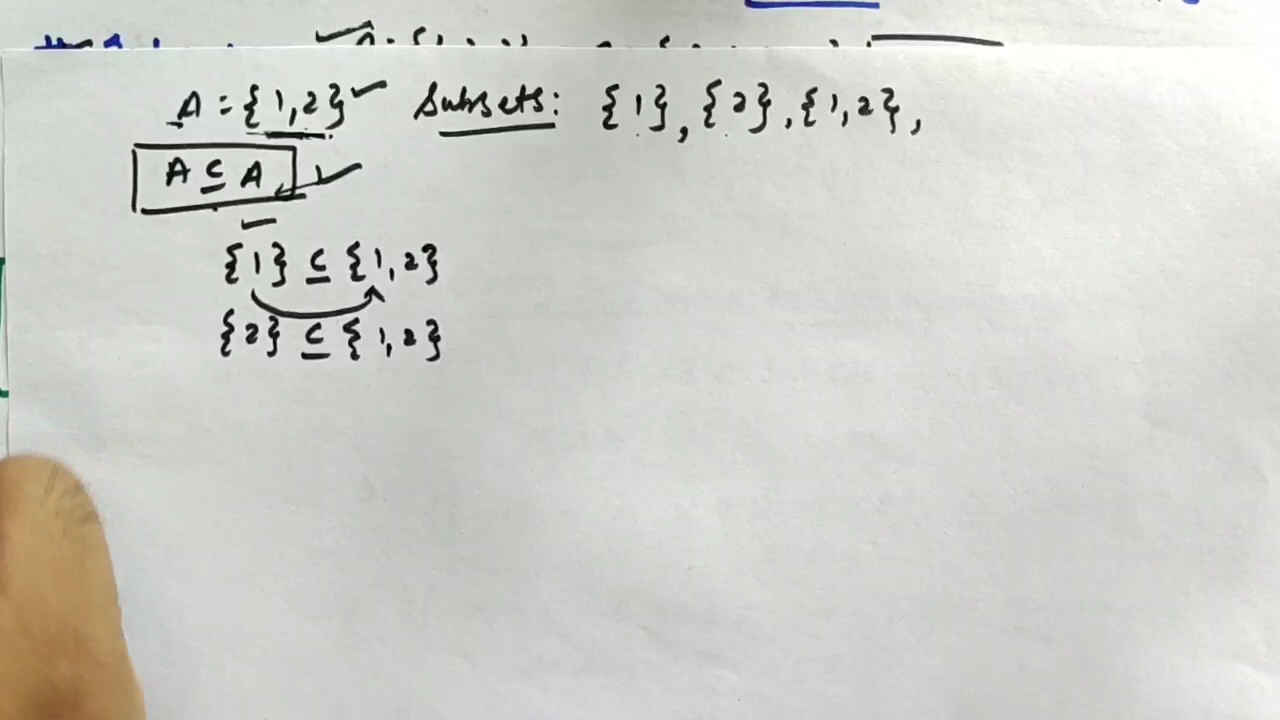 A = {1,2} ✓ Subsets: {1}, {2}, {1,2},
A ⊆ A ✓
{1} ⊆ {1,2}
{2} ⊆ {1,2}